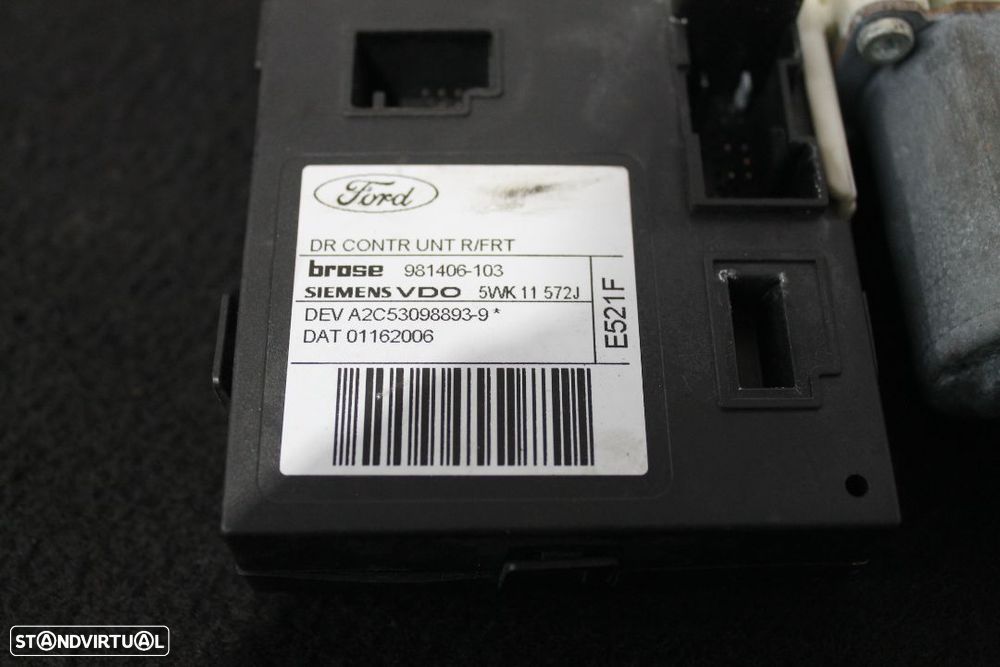 Ford
DR CONTR UNT R/FRT
brose 981406-103
SIEMENS VDO 5WK 11 572J
DEV A2C53098893-9 *
DAT 01162006
E521F
STANDVIRTUAL